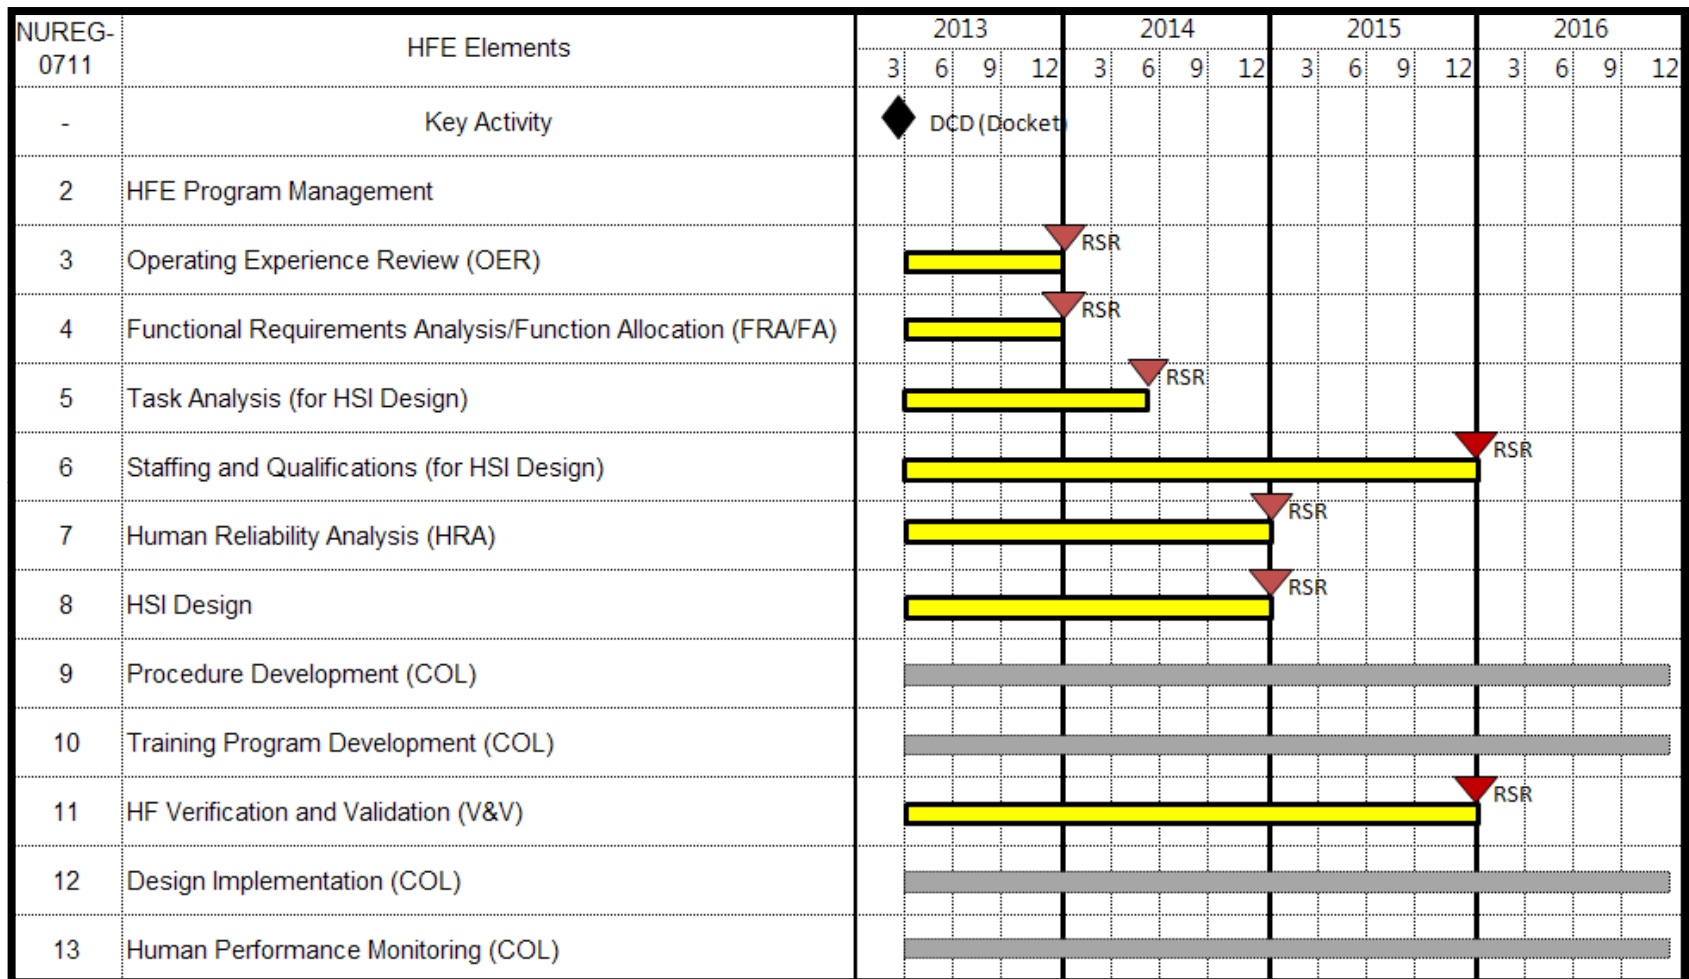 NUREG-
0711
HFE Elements
2013 2014 2015 2016
3 6 9 12 3 6 9 12 3 6 9 12 3 6 9 12
- Key Activity DCD (Docket)
2 HFE Program Management
3 Operating Experience Review (OER) RSR
4 Functional Requirements Analysis/Function Allocation (FRA/FA) RSR
5 Task Analysis (for HSI Design) RSR
6 Staffing and Qualifications (for HSI Design) RSR
7 Human Reliability Analysis (HRA) RSR
8 HSI Design RSR
9 Procedure Development (COL)
10 Training Program Development (COL)
11 HF Verification and Validation (V&V) RSR
12 Design Implementation (COL)
13 Human Performance Monitoring (COL)